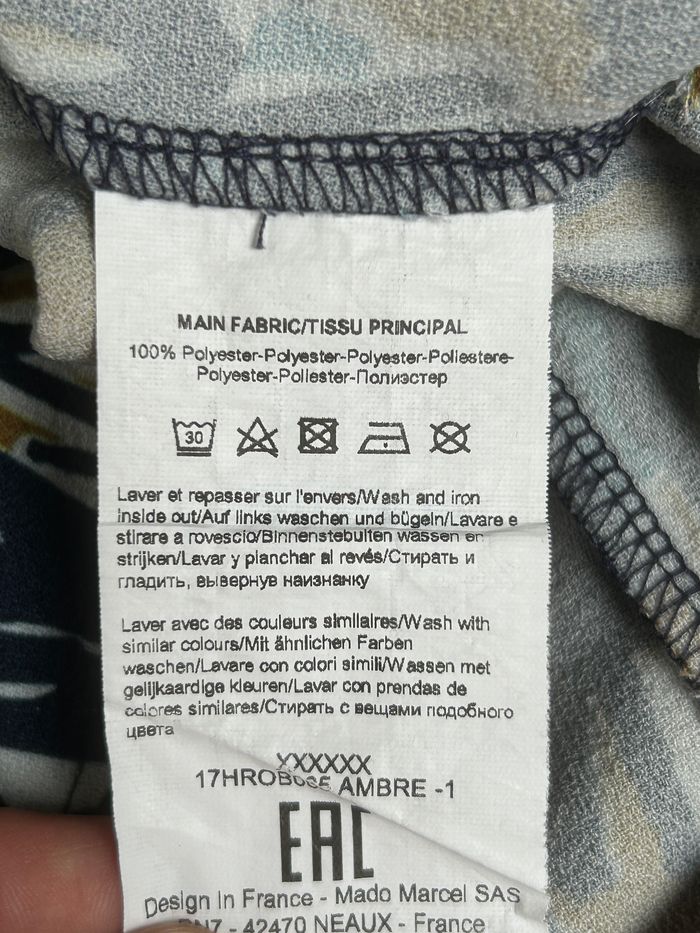 MAIN FABRIC/TISSU PRINCIPAL
100% Polyester-Polyester-Polyester-Poliestere-
Polyester-Poliester-Полиэстер
30
Laver et repasser sur l'envers/Wash and iron
inside out/Auf links waschen und bügeln/Lavare e
stirare a rovescio/Binnenstebuiten wassen en
strijken/Lavar y planchar al revés/Стирать и
гладить, вывернув наизнанку
Laver avec des couleurs similaires/Wash with
similar colours/Mit ähnlichen Farben
waschen/Lavare con colori simili/Wassen met
gelijkaardige kleuren/Lavar con prendas de
colores similares/Стирать с вещами подобного
цвета
XXXXXX
AMBRE -1
EAC
Design in France - Mado Marcel SAS
42470 NEAUX - France